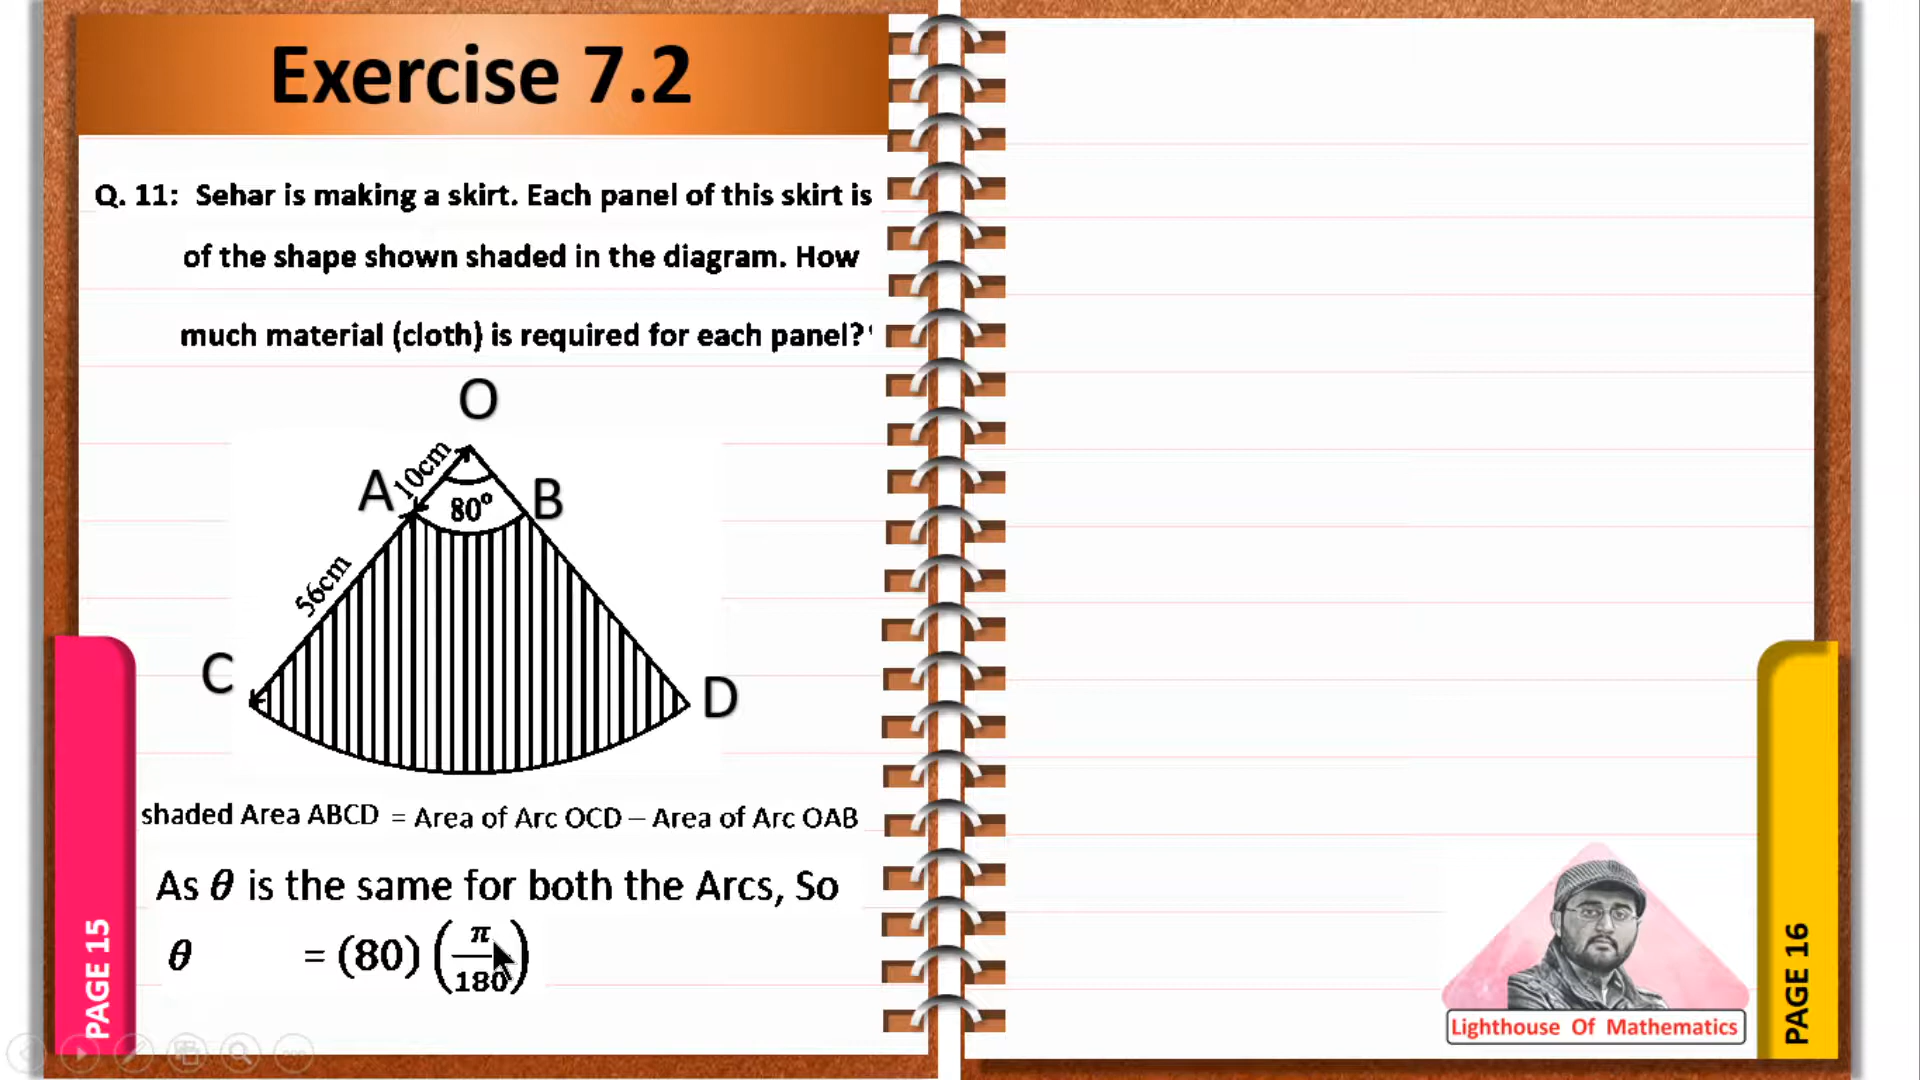 Exercise 7.2
Q. 11: Sehar is making a skirt. Each panel of this skirt is
of the shape shown shaded in the diagram. How
much material (cloth) is required for each panel?'
O
10cm
A
80º
B
56cm
C
D
shaded Area ABCD = Area of Arc OCD – Area of Arc OAB
As θ is the same for both the Arcs, So
θ = (80) (π/180)
PAGE 15
Lighthouse Of Mathematics
PAGE 16